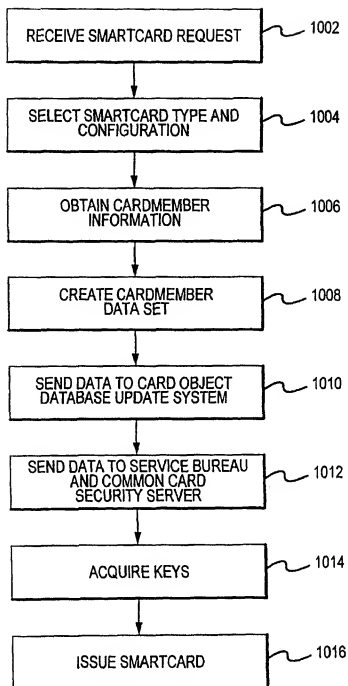 RECEIVE SMARTCARD REQUEST
1002
SELECT SMARTCARD TYPE AND
CONFIGURATION
1004
OBTAIN CARDMEMBER
INFORMATION
1006
CREATE CARDMEMBER
DATA SET
1008
SEND DATA TO CARD OBJECT
DATABASE UPDATE SYSTEM
1010
SEND DATA TO SERVICE BUREAU
AND COMMON CARD
SECURITY SERVER
1012
ACQUIRE KEYS
1014
ISSUE SMARTCARD
1016